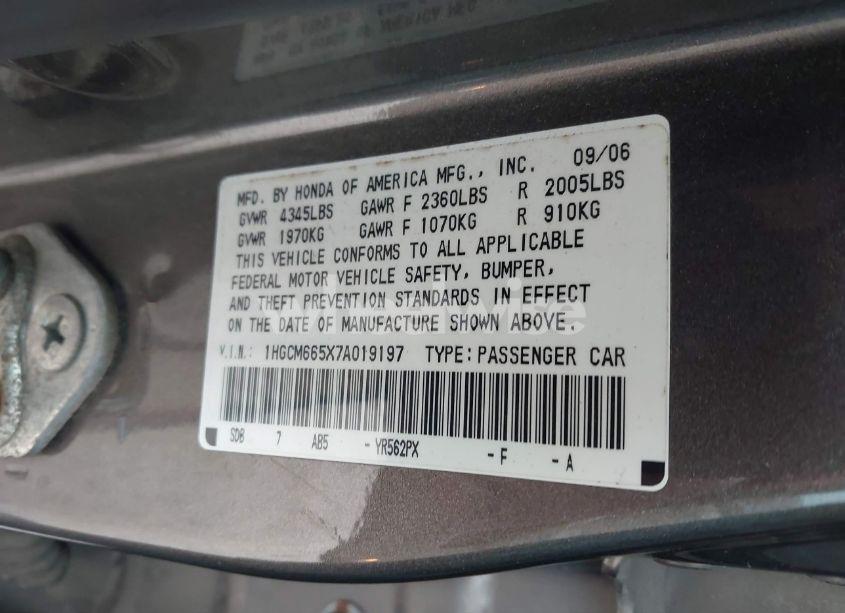 MFD. BY HONDA OF AMERICA MFG., INC. 09/06
GVWR 4345LBS GAWR F 2360LBS R 2005LBS
GVWR 1970KG GAWR F 1070KG R 910KG
THIS VEHICLE CONFORMS TO ALL APPLICABLE
FEDERAL MOTOR VEHICLE SAFETY, BUMPER,
AND THEFT PREVENTION STANDARDS IN EFFECT
ON THE DATE OF MANUFACTURE SHOWN ABOVE.
V.I.N.: 1HGCM665X7A019197 TYPE: PASSENGER CAR
SDB 7 AB5 - YR562PX - F - A